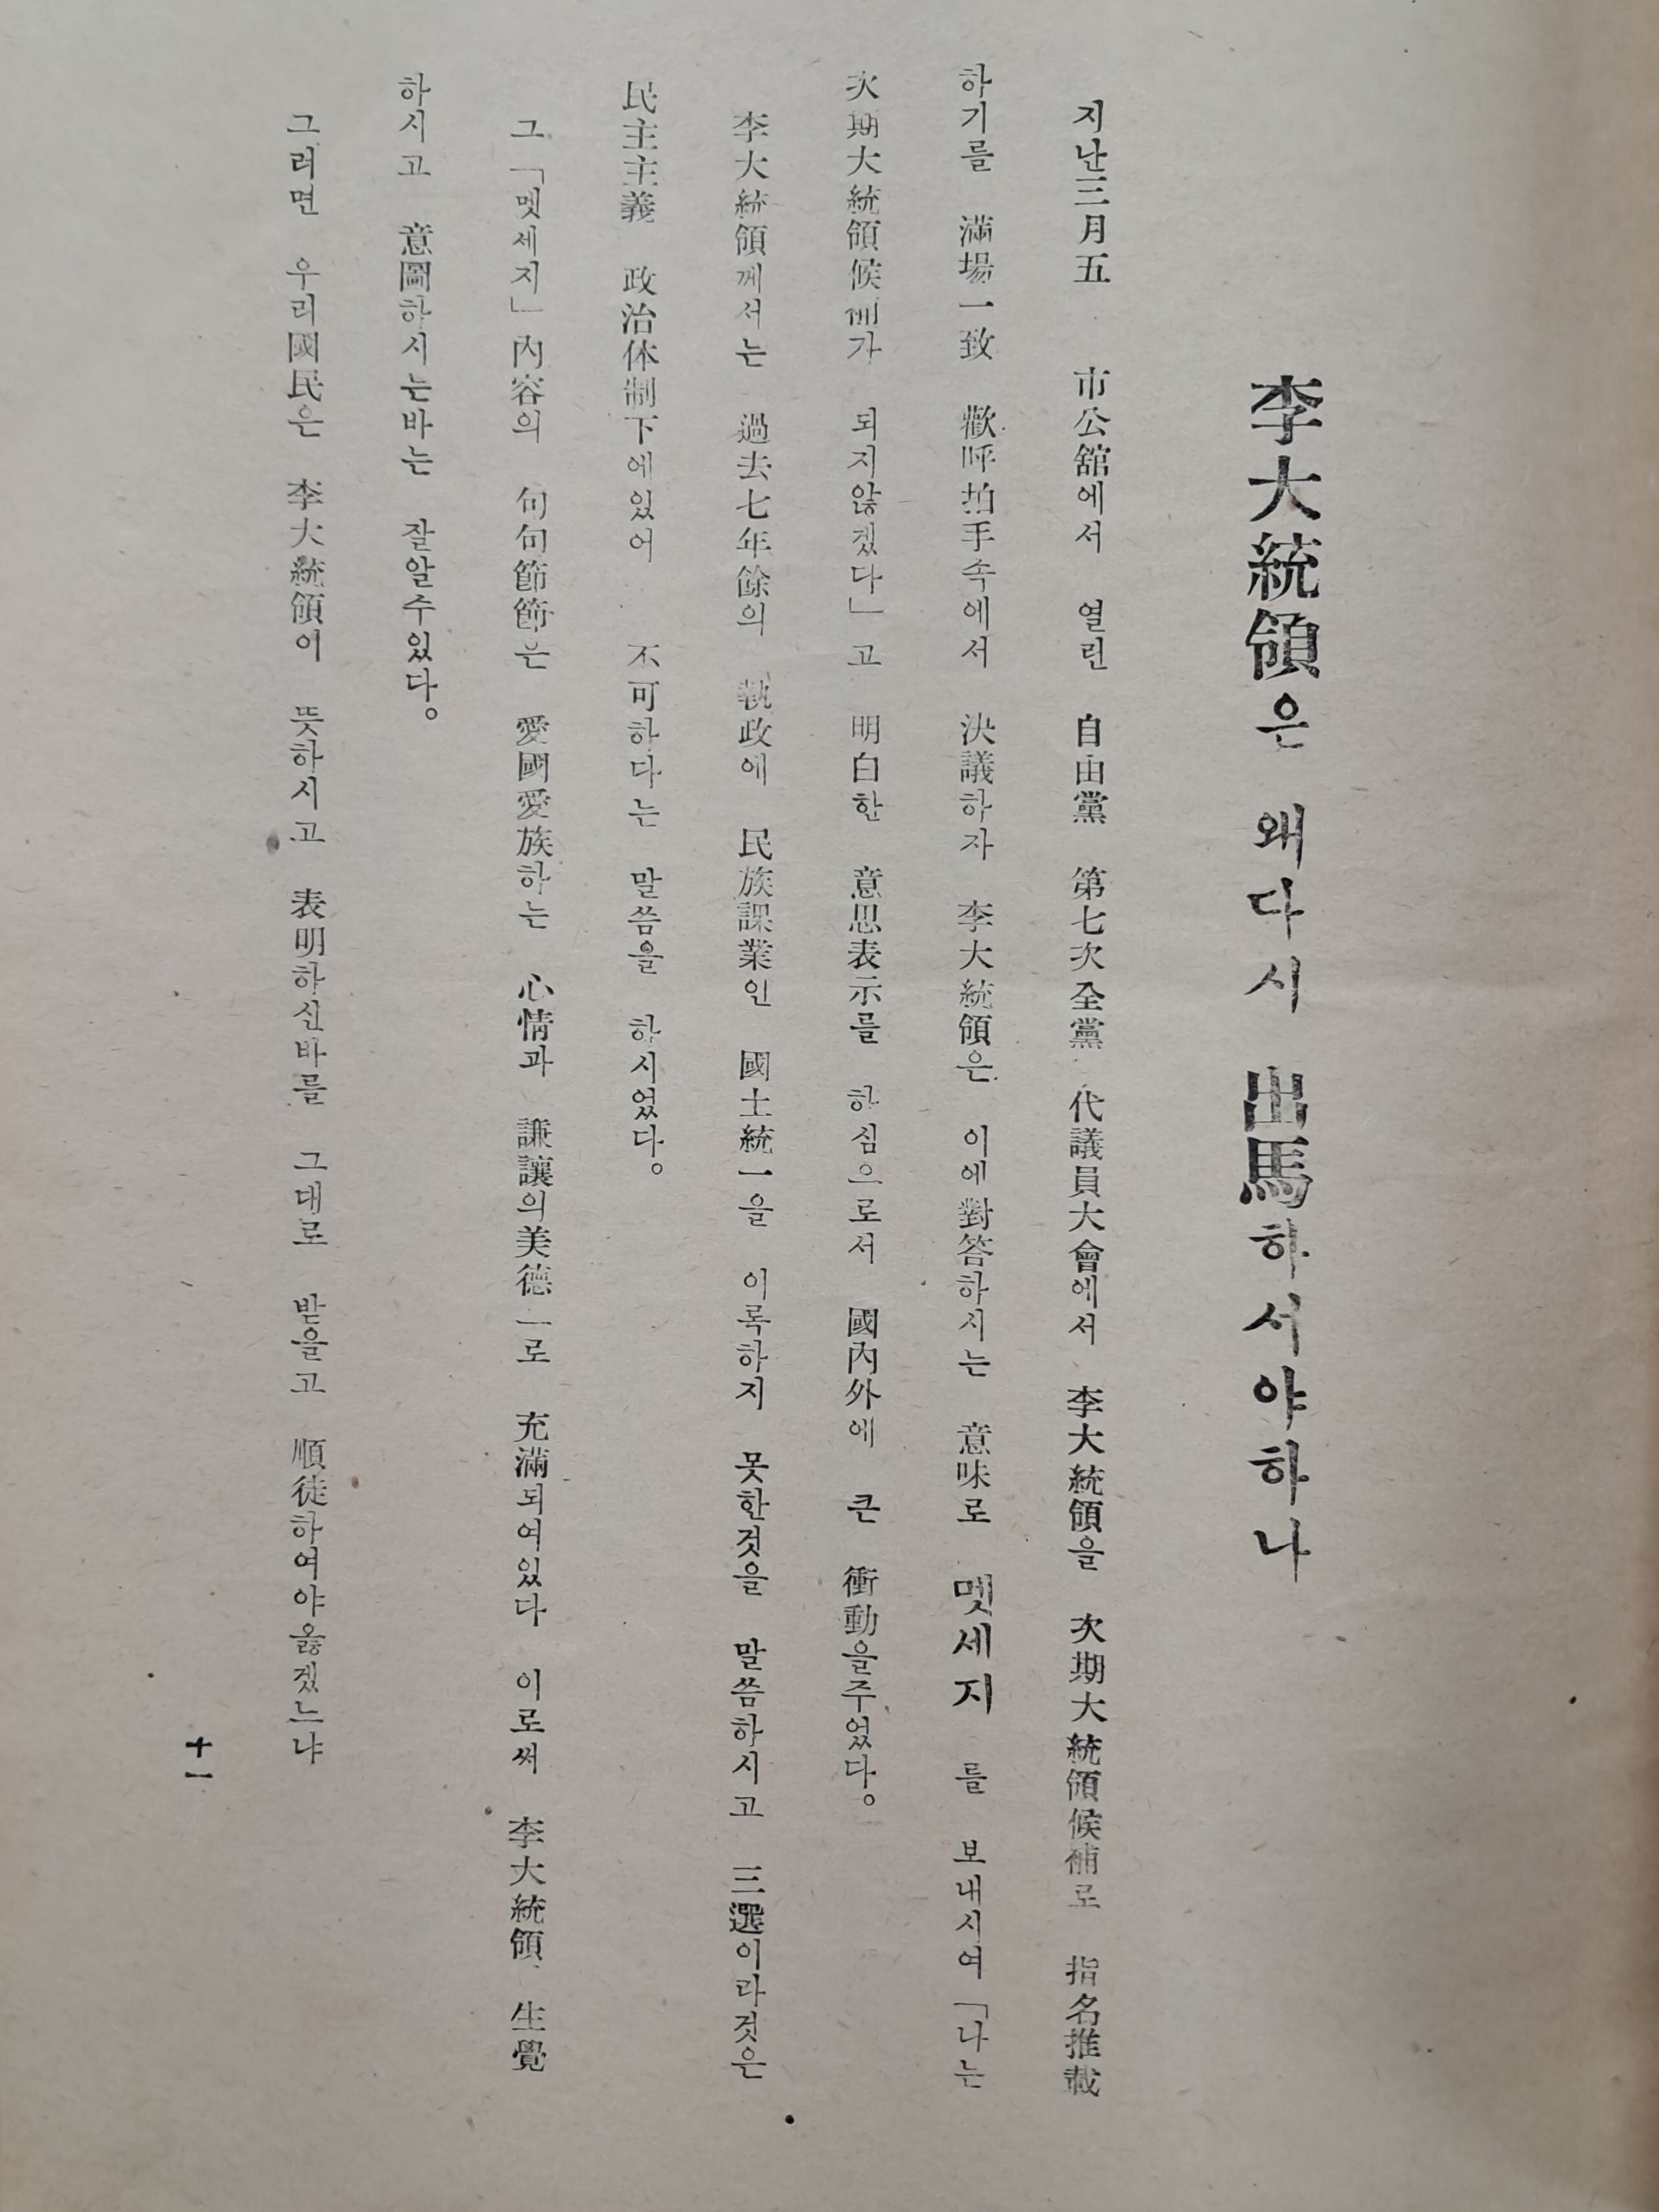 李大統領은 왜다시 出馬하서야하나
지난三月五 市公舘에서 열린 自由黨 第七次全黨 代議員大會에서 李大統領을 次期大統領候補로 指名推載
하기를 滿場一致 歡呼拍手속에서 決議하자 李大統領은 이에對答하시는 意味로 멧세지 를 보내시여「나는
次期大統領候補가 되지않겠다」고 明白한 意思表示를 하심으로서 國內外에 큰 衝動을주었다。
李大統領께서는 過去七年餘의 執政에 民族課業인 國土統一을 이록하지 못한것을 말씀하시고 三選이라것은
民主主義 政治体制下에있어 不可하다는 말씀을 하시었다。
그「멧세지」內容의 句句節節은 愛國愛族하는 心情과 謙讓의美德一로 充滿되여있다 이로써 李大統領、生覺
하시고 意圖하시는바는 잘알수있다。
그러면 우리國民은 李大統領이 뜻하시고 表明하신바를 그대로 받을고 順徒하여야옳겠느냐
十一